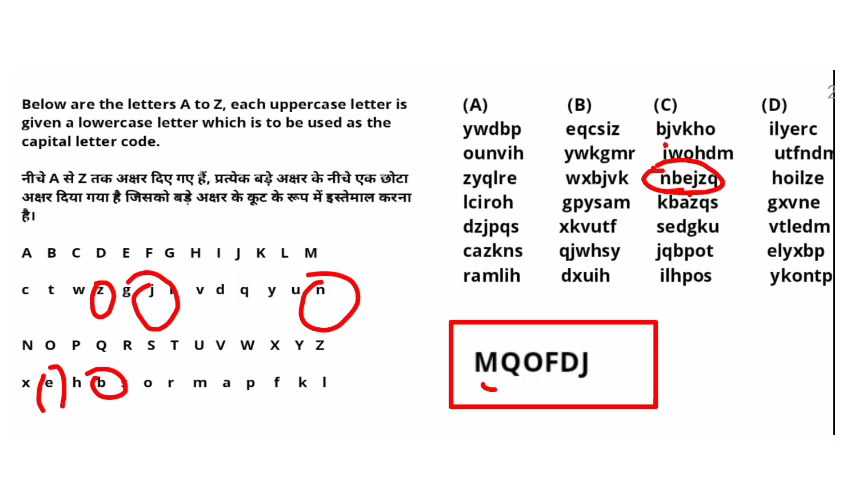 Below are the letters A to Z, each uppercase letter is
given a lowercase letter which is to be used as the
capital letter code.
नीचे A से Z तक अक्षर दिए गए हैं, प्रत्येक बड़े अक्षर के नीचे एक छोटा
अक्षर दिया गया है जिसको बड़े अक्षर के कूट के रूप में इस्तेमाल करना
है।
A B C D E F G H I J K L M
c t w z g j i v d q y u n
N O P Q R S T U V W X Y Z
x e h b s o r m a p f k l
(A) (B) (C) (D)
ywdbp eqcsiz bjvkho ilyerc
ounvih ywkgmr iwohdm utfndm
zyqlre wxbjvk nbejzq hoilze
lciroh gpysam kbazqs gxvne
dzjpqs xkvutf sedgku vtledm
cazkns qjwhsy jqbpot elyxbp
ramlih dxuih ilhpos ykontp
MQOFDJ